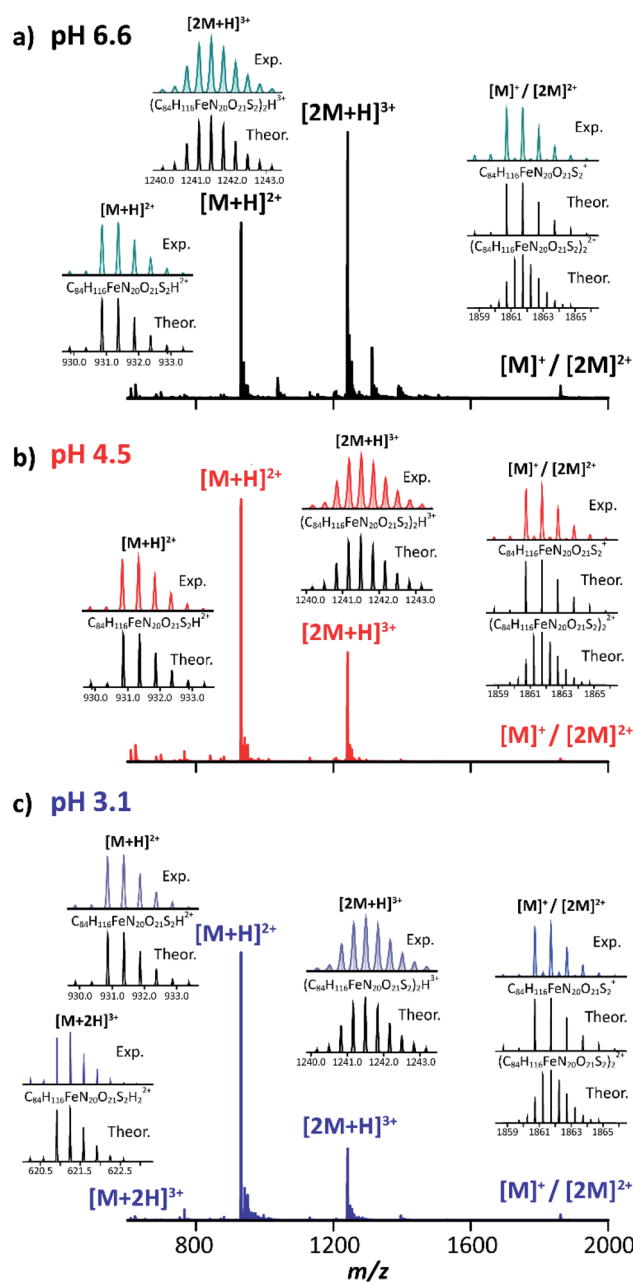 a) pH 6.6
[2M+H]³⁺
Exp.
(C₈₄H₁₁₆FeN₂₀O₂₁S₂)₂H³⁺
Theor.
1240.0 1241.0 1242.0 1243.0
[2M+H]³⁺
[M]⁺ / [2M]²⁺
Exp.
C₈₄H₁₁₆FeN₂₀O₂₁S₂⁺
Theor.
(C₈₄H₁₁₆FeN₂₀O₂₁S₂)₂²⁺
Theor.
1859 1861 1863 1865
[M+H]²⁺
[M+H]²⁺
Exp.
C₈₄H₁₁₆FeN₂₀O₂₁S₂H²⁺
Theor.
930.0 931.0 932.0 933.0
[M]⁺ / [2M]²⁺
800 1200 1600 2000
b) pH 4.5
[M+H]²⁺
[2M+H]³⁺
Exp.
(C₈₄H₁₁₆FeN₂₀O₂₁S₂)₂H³⁺
Theor.
1240.0 1241.0 1242.0 1243.0
[M]⁺ / [2M]²⁺
Exp.
C₈₄H₁₁₆FeN₂₀O₂₁S₂⁺
Theor.
(C₈₄H₁₁₆FeN₂₀O₂₁S₂)₂²⁺
Theor.
1859 1861 1863 1865
[M+H]²⁺
Exp.
C₈₄H₁₁₆FeN₂₀O₂₁S₂H²⁺
Theor.
930.0 931.0 932.0 933.0
[2M+H]³⁺
[M]⁺ / [2M]²⁺
c) pH 3.1
[M+H]²⁺
Exp.
C₈₄H₁₁₆FeN₂₀O₂₁S₂H²⁺
Theor.
930.0 931.0 932.0 933.0
[M+H]²⁺
[2M+H]³⁺
Exp.
(C₈₄H₁₁₆FeN₂₀O₂₁S₂)₂H³⁺
Theor.
1240.0 1241.0 1242.0 1243.0
[M]⁺ / [2M]²⁺
Exp.
C₈₄H₁₁₆FeN₂₀O₂₁S₂⁺
Theor.
(C₈₄H₁₁₆FeN₂₀O₂₁S₂)₂²⁺
Theor.
1859 1861 1863 1865
[M+2H]³⁺
Exp.
C₈₄H₁₁₆FeN₂₀O₂₁S₂H₂²⁺
Theor.
620.5 621.5 622.5
[M+2H]³⁺
[2M+H]³⁺
[M]⁺ / [2M]²⁺
800 1200 1600 2000
m/z